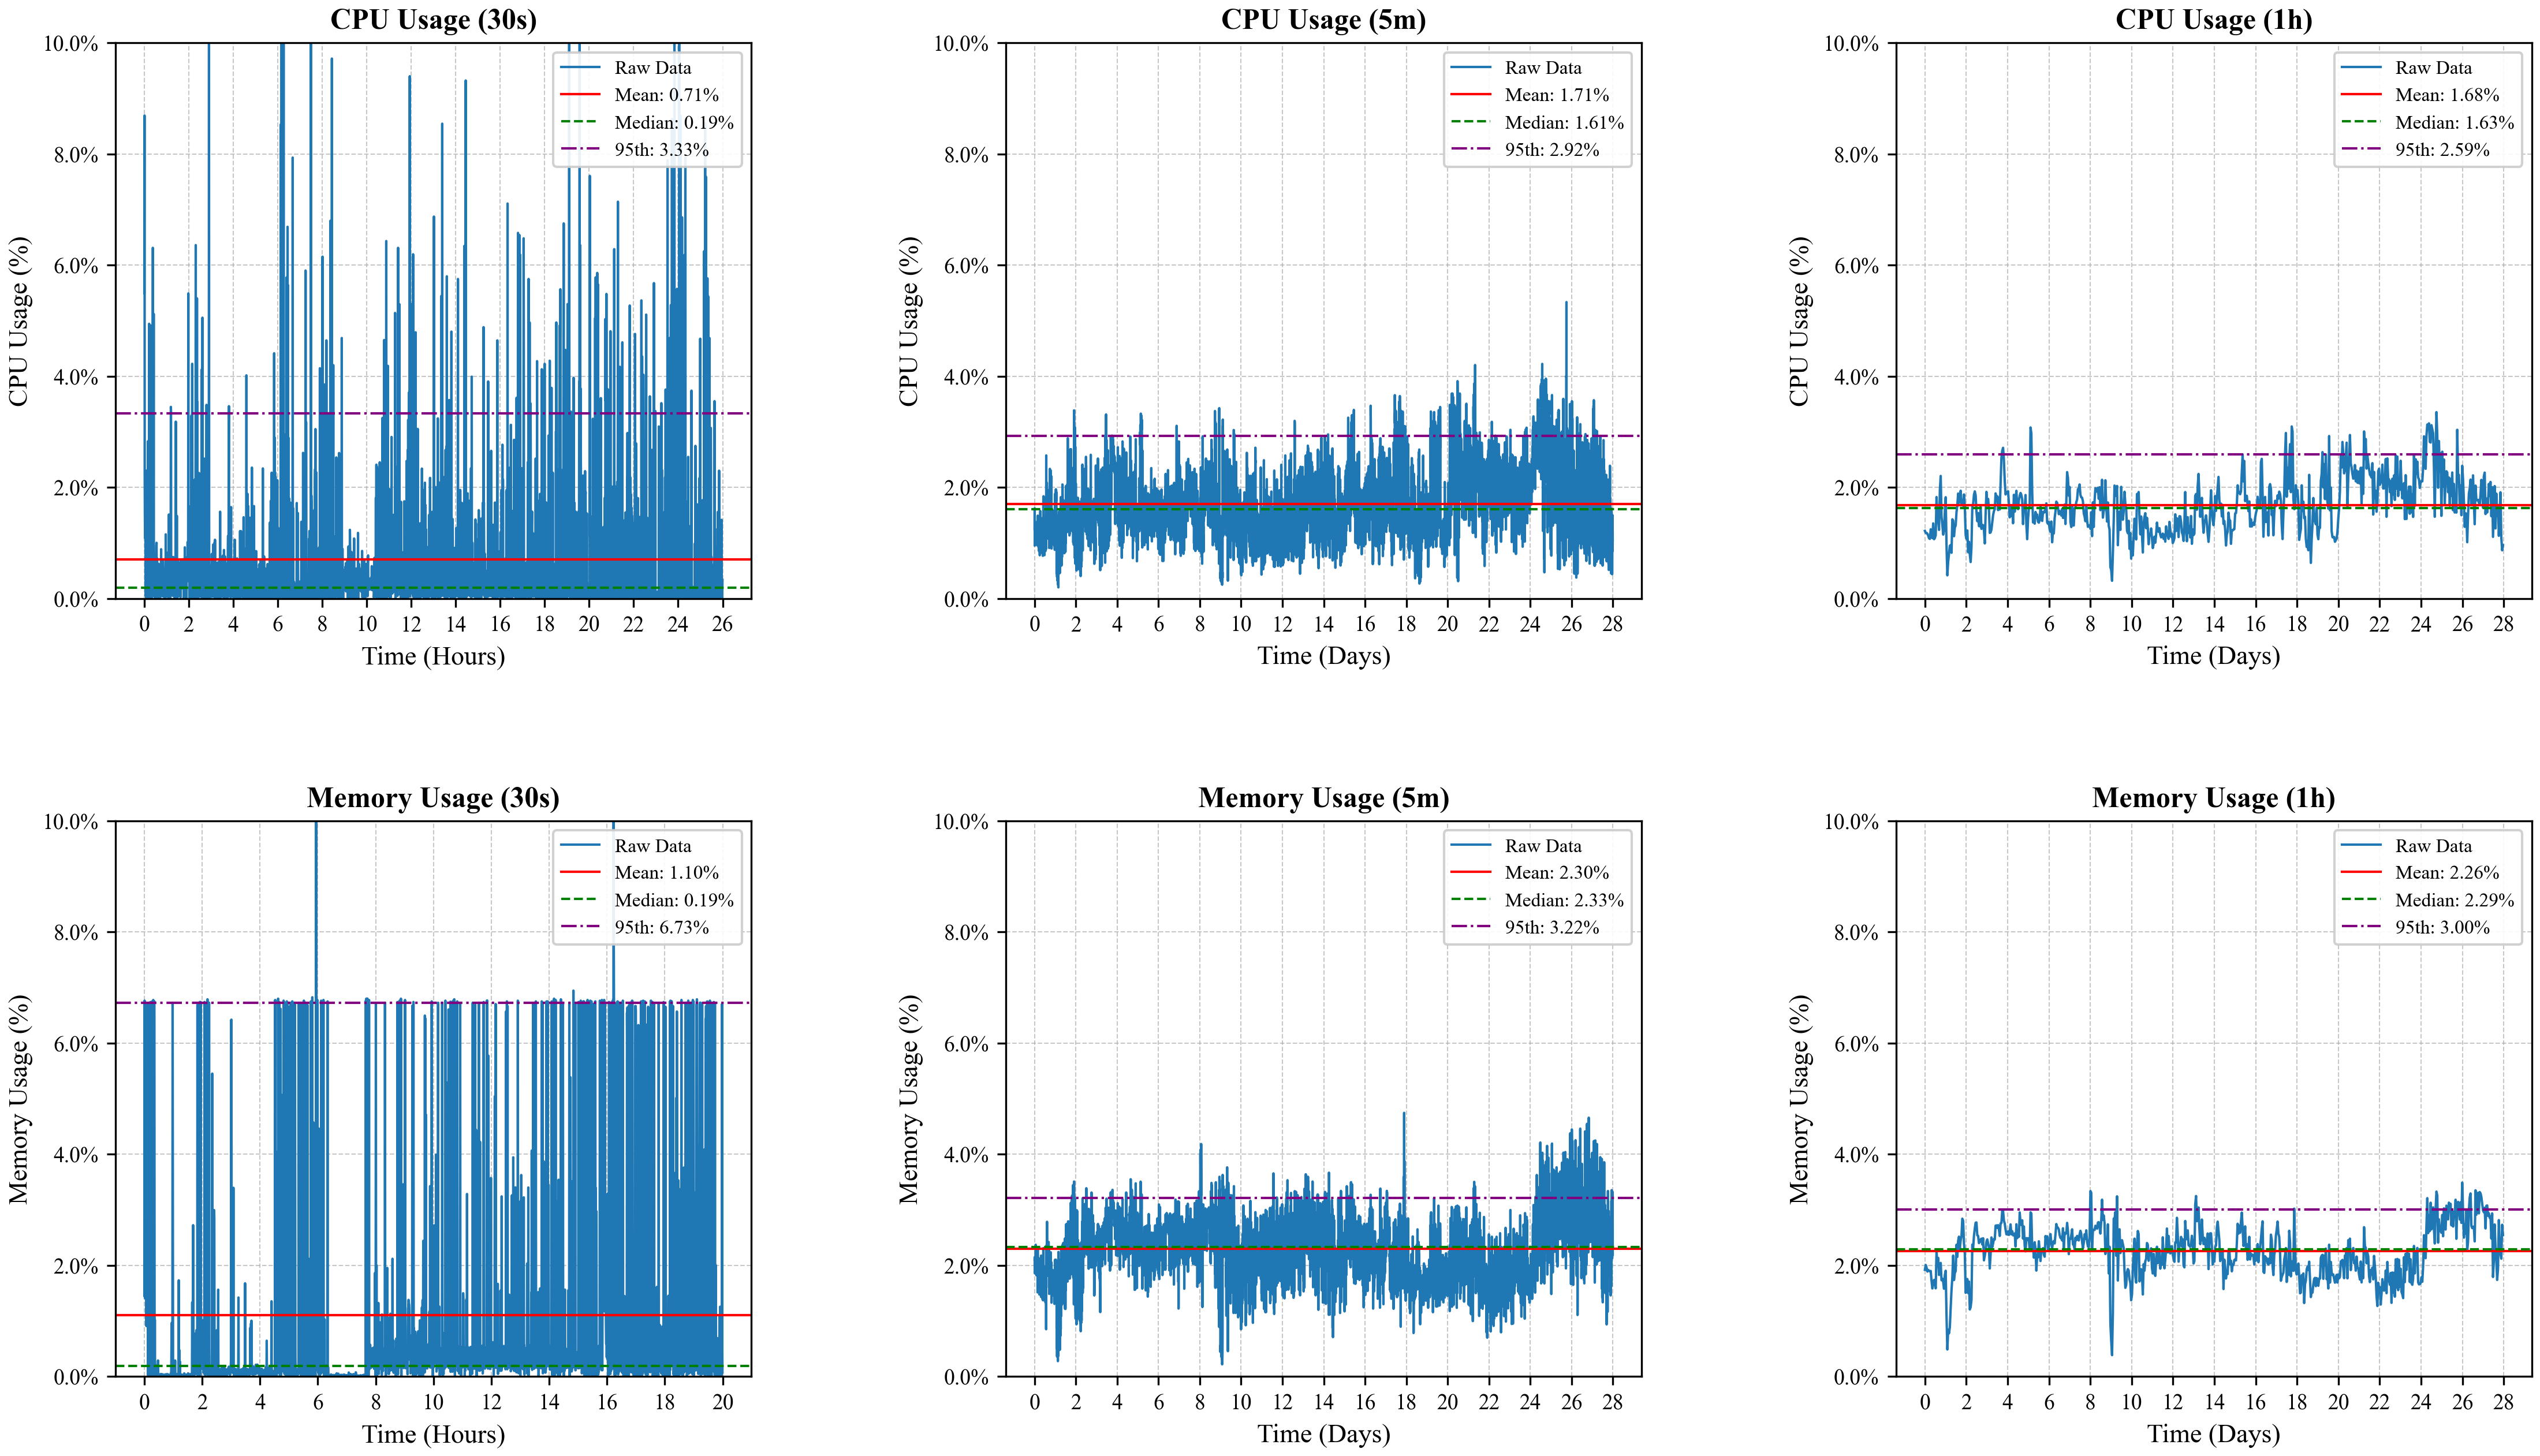 CPU Usage (30s)
CPU Usage (%)
10.0%
8.0%
6.0%
4.0%
2.0%
0.0%
Raw Data
Mean: 0.71%
Median: 0.19%
95th: 3.33%
0 2 4 6 8 10 12 14 16 18 20 22 24 26
Time (Hours)
CPU Usage (5m)
CPU Usage (%)
10.0%
8.0%
6.0%
4.0%
2.0%
0.0%
Raw Data
Mean: 1.71%
Median: 1.61%
95th: 2.92%
0 2 4 6 8 10 12 14 16 18 20 22 24 26 28
Time (Days)
CPU Usage (1h)
CPU Usage (%)
10.0%
8.0%
6.0%
4.0%
2.0%
0.0%
Raw Data
Mean: 1.68%
Median: 1.63%
95th: 2.59%
0 2 4 6 8 10 12 14 16 18 20 22 24 26 28
Time (Days)
Memory Usage (30s)
Memory Usage (%)
10.0%
8.0%
6.0%
4.0%
2.0%
0.0%
Raw Data
Mean: 1.10%
Median: 0.19%
95th: 6.73%
0 2 4 6 8 10 12 14 16 18 20
Time (Hours)
Memory Usage (5m)
Memory Usage (%)
10.0%
8.0%
6.0%
4.0%
2.0%
0.0%
Raw Data
Mean: 2.30%
Median: 2.33%
95th: 3.22%
0 2 4 6 8 10 12 14 16 18 20 22 24 26 28
Time (Days)
Memory Usage (1h)
Memory Usage (%)
10.0%
8.0%
6.0%
4.0%
2.0%
0.0%
Raw Data
Mean: 2.26%
Median: 2.29%
95th: 3.00%
0 2 4 6 8 10 12 14 16 18 20 22 24 26 28
Time (Days)